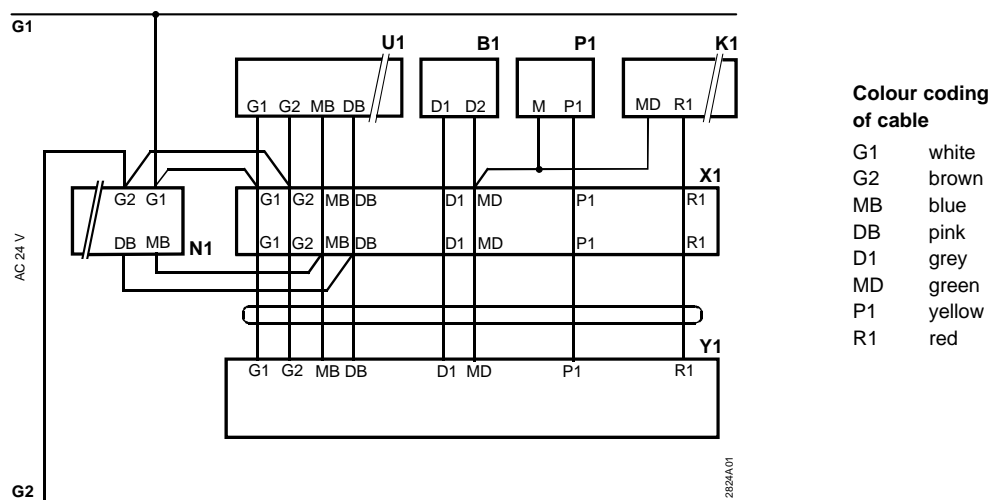 G1
U1 B1 P1 K1
G1 G2 MB DB D1 D2 M P1 MD R1
X1
G2 G1 G1 G2 MB DB D1 MD P1 R1
DB MB N1 G1 G2 MB DB D1 MD P1 R1
AC 24 V
Y1
G1 G2 MB DB D1 MD P1 R1
2824A01
G2
Colour coding
of cable
G1 white
G2 brown
MB blue
DB pink
D1 grey
MD green
P1 yellow
R1 red